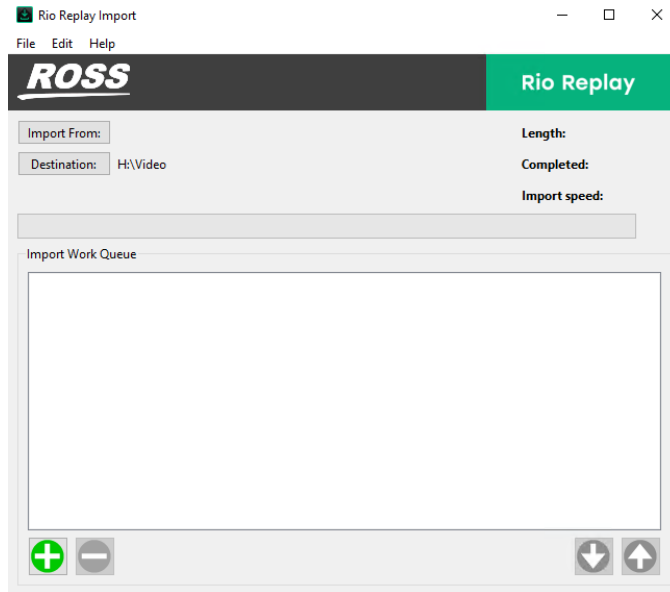 Rio Replay Import
File Edit Help
ROSS
Rio Replay
Import From:
Length:
Destination: H:\Video
Completed:
Import speed:
Import Work Queue